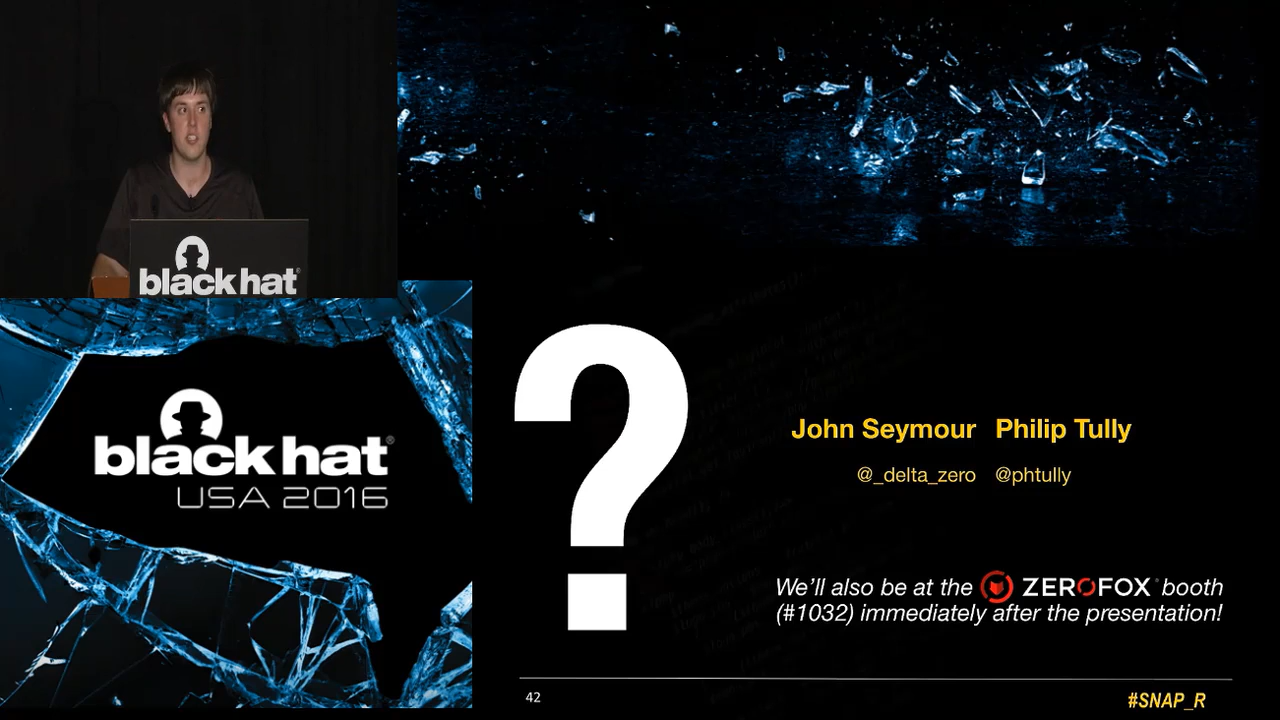 black hat
black hat
USA 2016
?
John Seymour Philip Tully
@_delta_zero @phtully
We'll also be at the ZEROFOX booth
(#1032) immediately after the presentation!
42
#SNAP_R